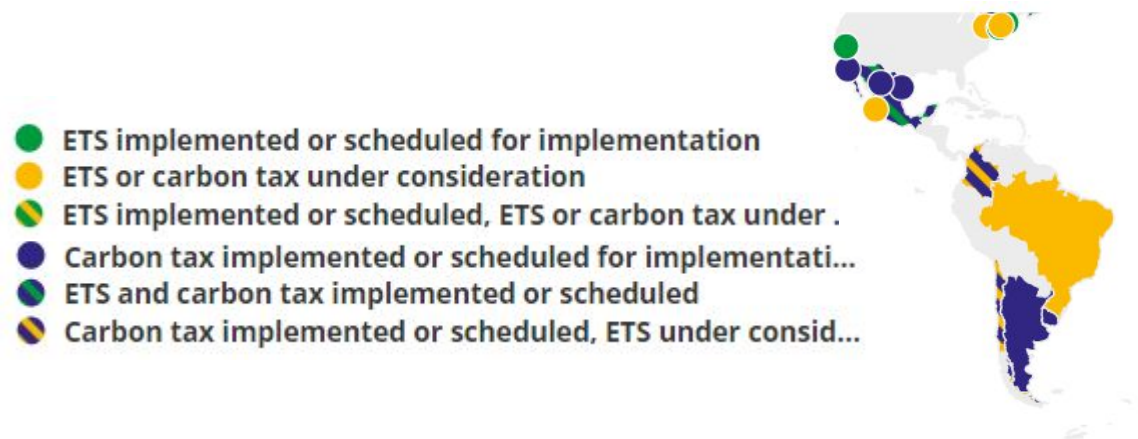 ETS implemented or scheduled for implementation
ETS or carbon tax under consideration
ETS implemented or scheduled, ETS or carbon tax under .
Carbon tax implemented or scheduled for implementati...
ETS and carbon tax implemented or scheduled
Carbon tax implemented or scheduled, ETS under consid...